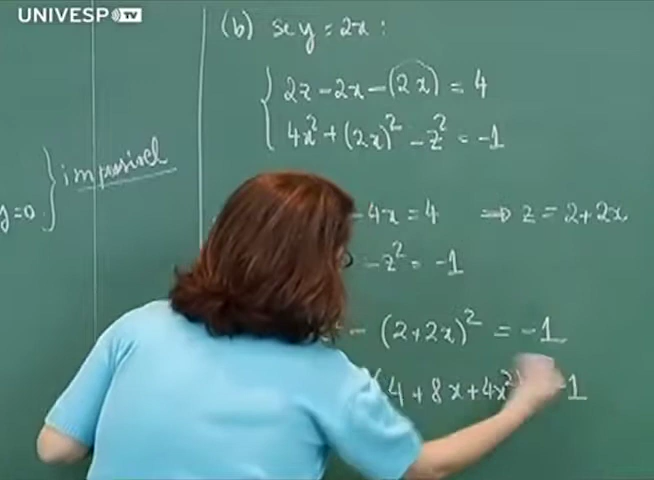 UNIVESP TV
(b) se y = 2x :
2z - 2x - (2x) = 4
4x² + (2x)² - z² = -1
y=0 } impossível
- 4x = 4 ⇒ z = 2 + 2x
- z² = -1
- (2 + 2x)² = -1
(4 + 8x + 4x²) -1